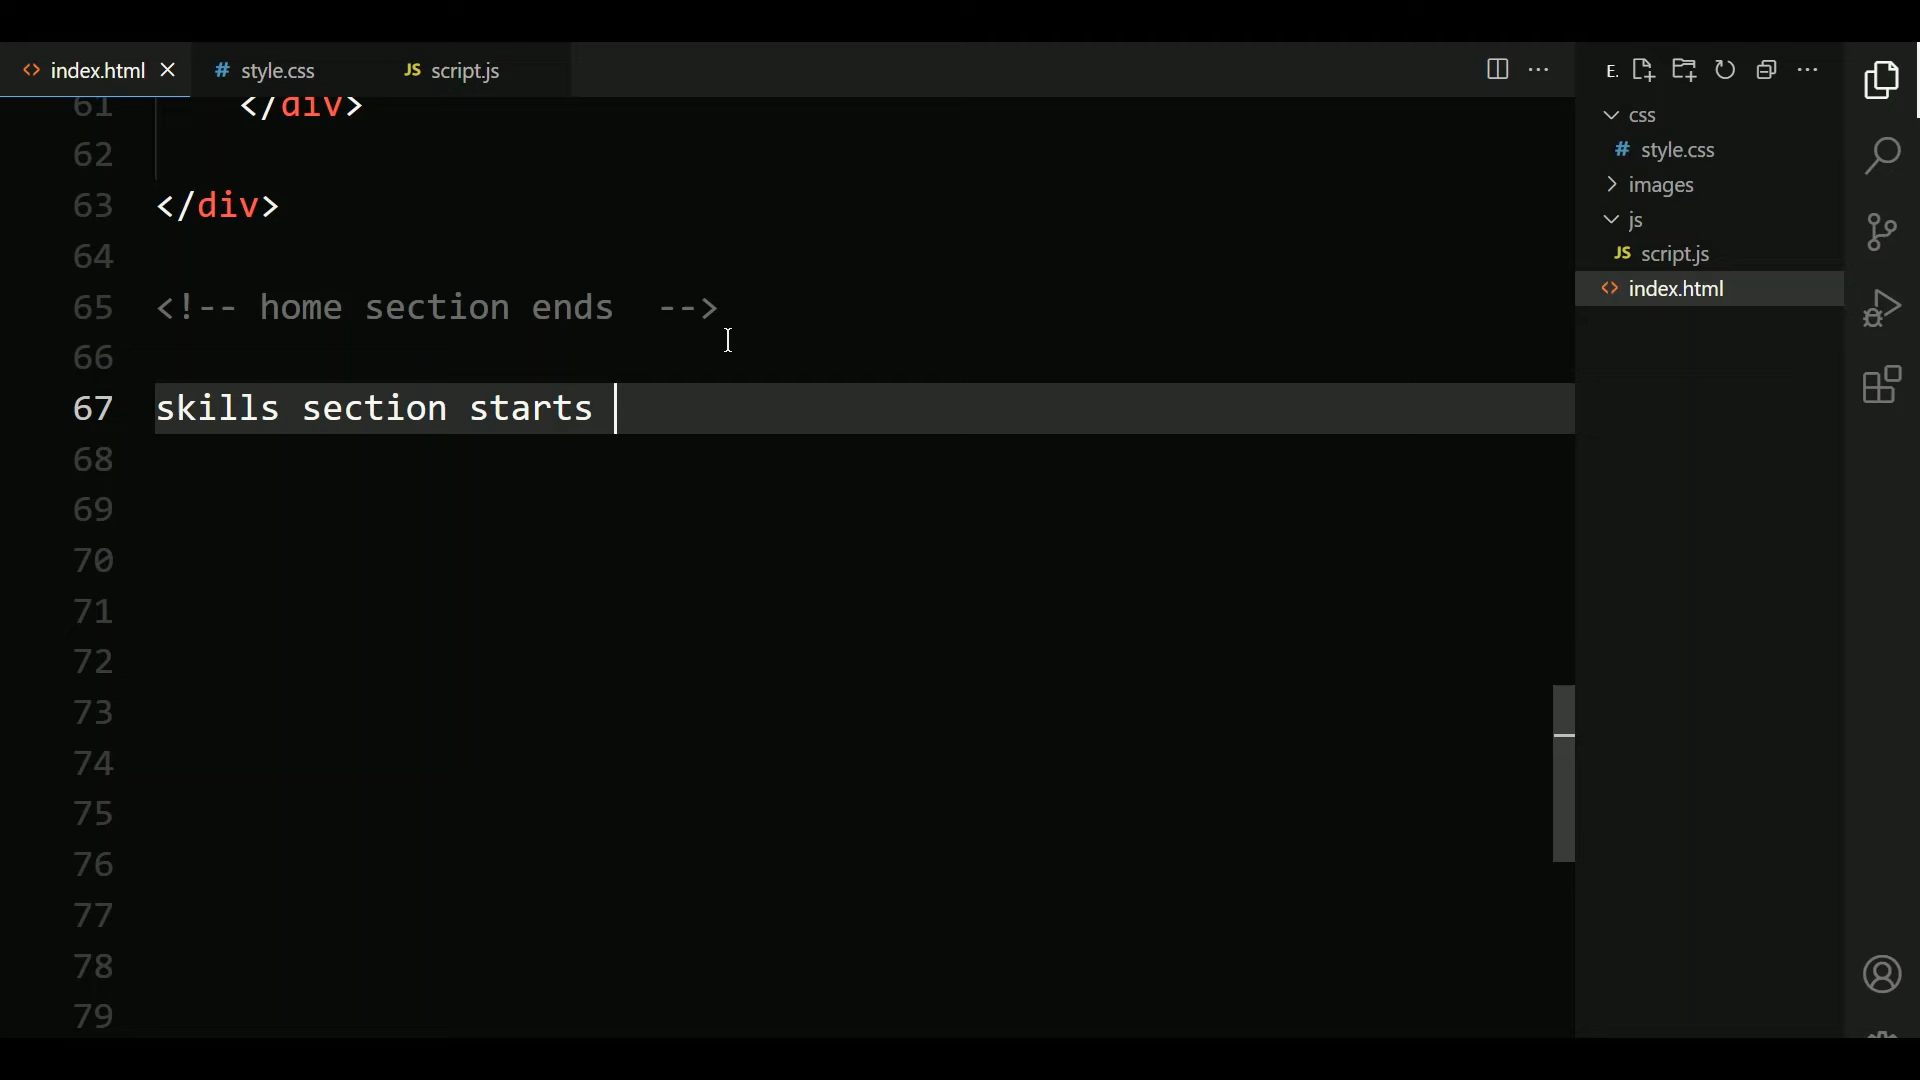 index.html
style.css
script.js
E.
61 </div>
62
63 </div>
64
65 <!-- home section ends  -->
66
67 skills section starts
68
69
70
71
72
73
74
75
76
77
78
79
css
# style.css
images
js
JS script.js
<> index.html